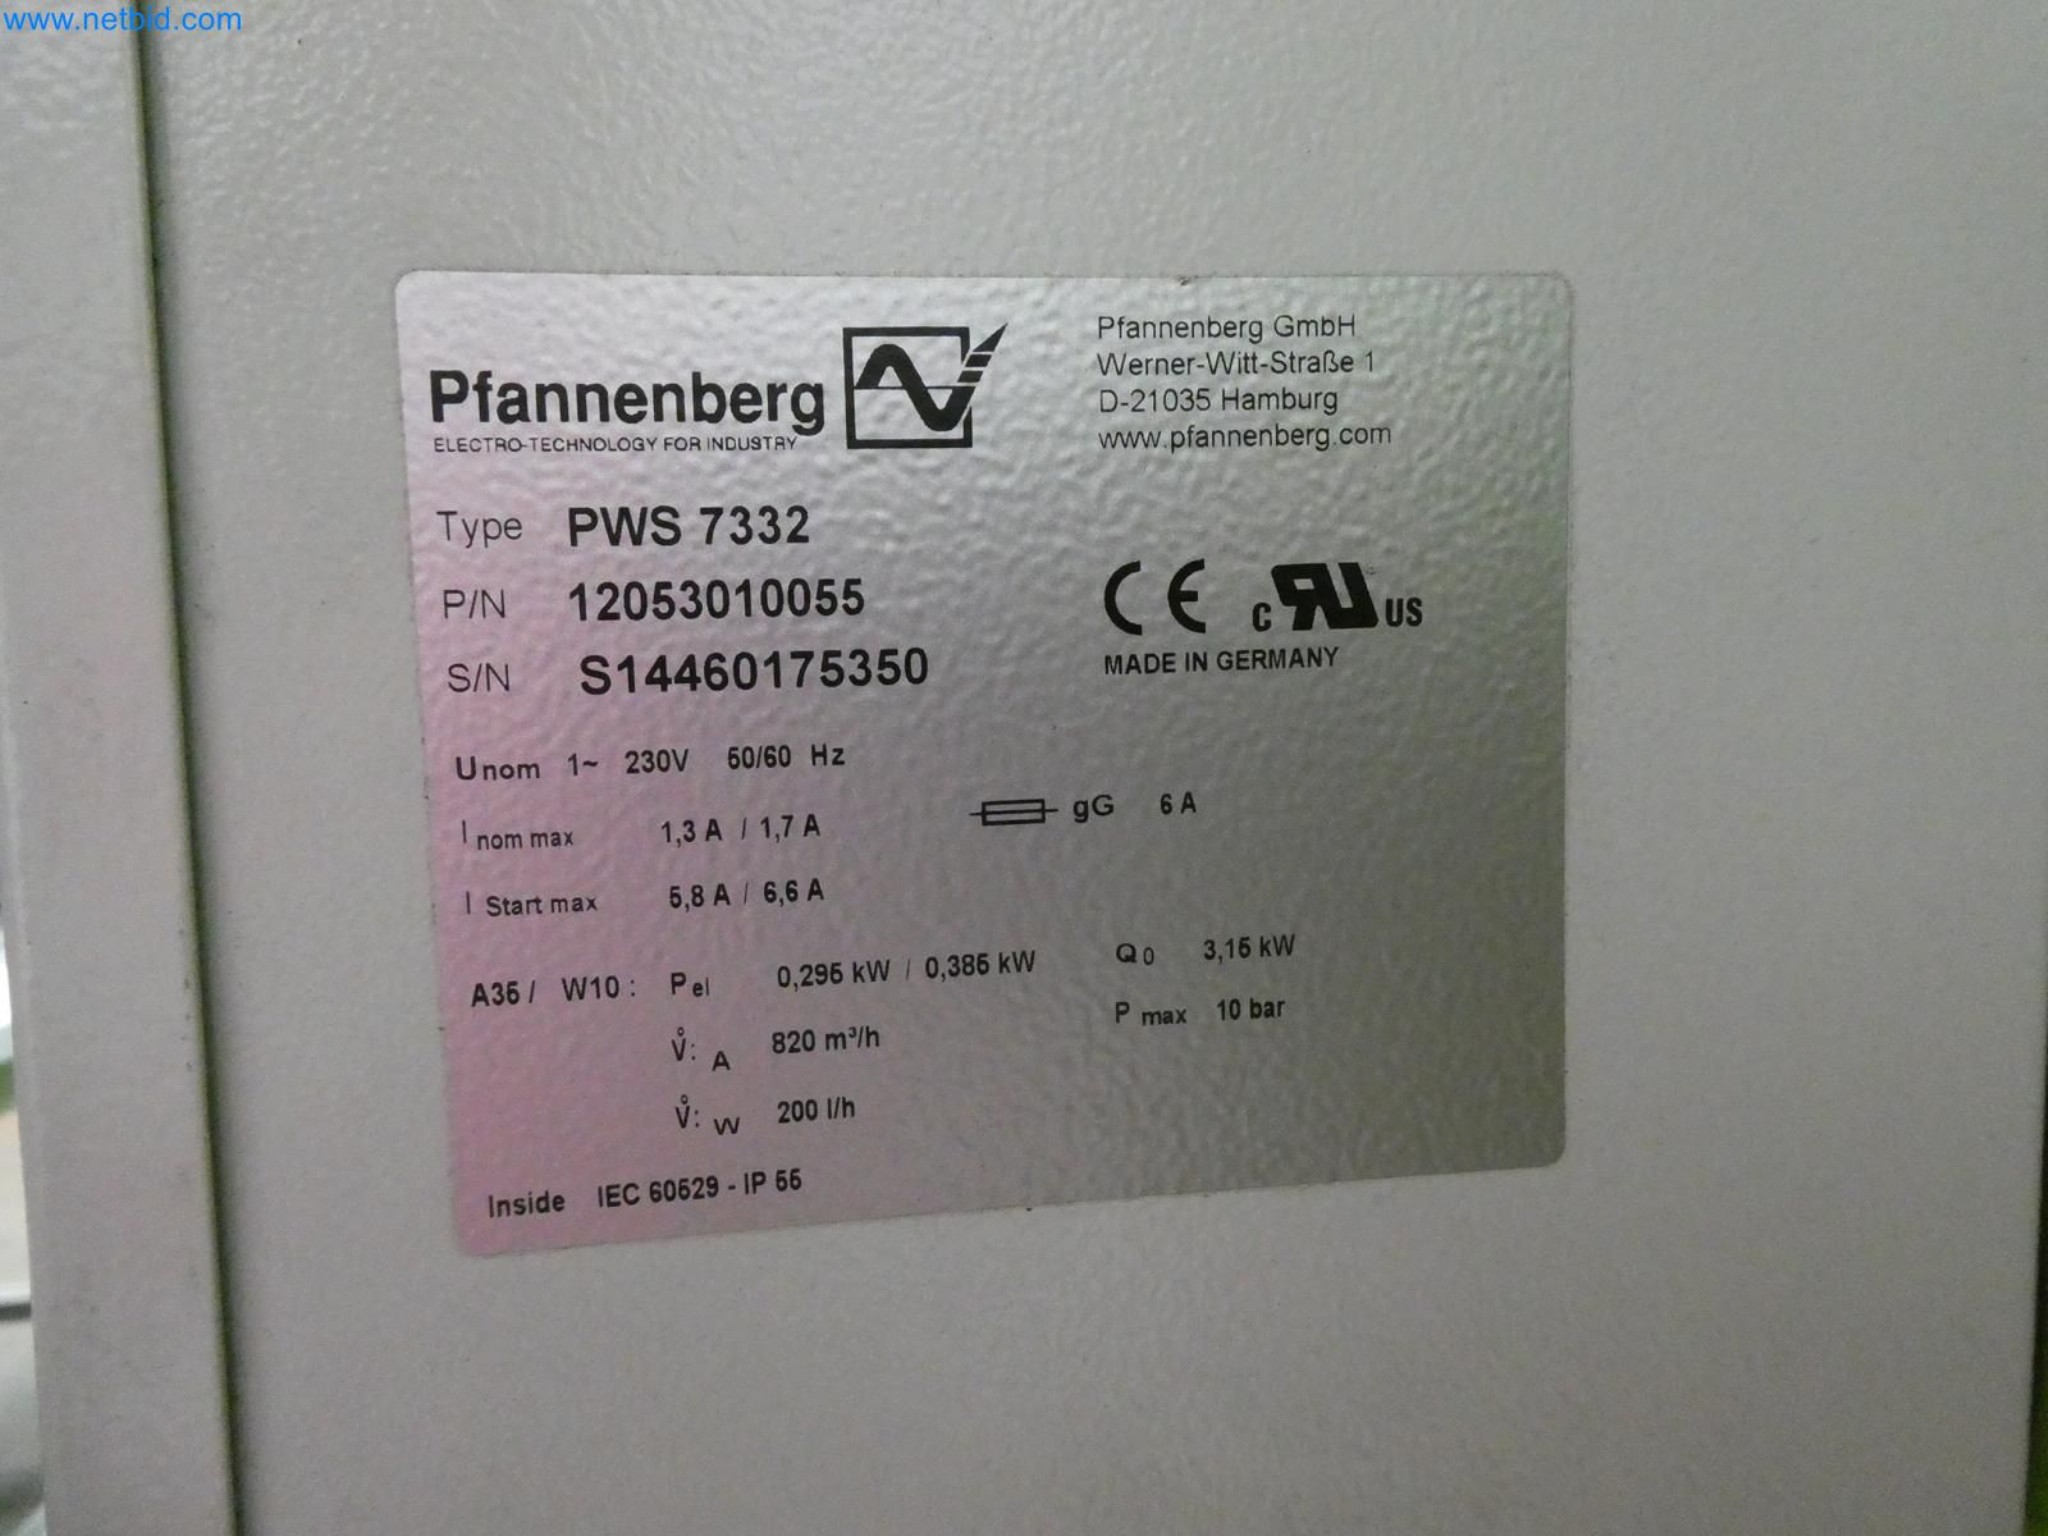 www.netbid.com
Pfannenberg
ELECTRO-TECHNOLOGY FOR INDUSTRY
Pfannenberg GmbH
Werner-Witt-Straße 1
D-21035 Hamburg
www.pfannenberg.com
Type PWS 7332
P/N 12053010055
S/N S14460175350
CE c RU US
MADE IN GERMANY
Unom 1~ 230V 50/60 Hz
I nom max 1,3 A / 1,7 A gG 6 A
I Start max 5,8 A / 6,6 A
A35 / W10 : Pel 0,295 kW / 0,385 kW Q0 3,15 kW
P max 10 bar
V̊: A 820 m³/h
V̊: W 200 l/h
Inside IEC 60529 - IP 55